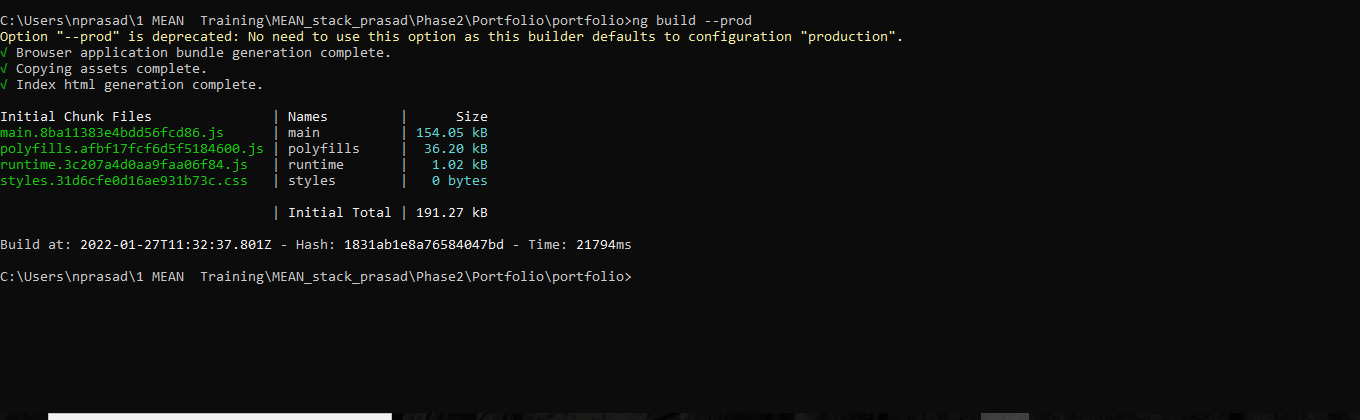 C:\Users\nprasad\1 MEAN  Training\MEAN_stack_prasad\Phase2\Portfolio\portfolio>ng build --prod
Option "--prod" is deprecated: No need to use this option as this builder defaults to configuration "production".
√ Browser application bundle generation complete.
√ Copying assets complete.
√ Index html generation complete.
Initial Chunk Files               | Names         |      Size
main.8ba11383e4bdd56fcd86.js      | main          | 154.05 kB
polyfills.afbf17fcf6d5f5184600.js | polyfills     |  36.20 kB
runtime.3c207a4d0aa9faa06f84.js   | runtime       |   1.02 kB
styles.31d6cfe0d16ae931b73c.css   | styles        |   0 bytes
                                  | Initial Total | 191.27 kB
Build at: 2022-01-27T11:32:37.801Z - Hash: 1831ab1e8a76584047bd - Time: 21794ms
C:\Users\nprasad\1 MEAN  Training\MEAN_stack_prasad\Phase2\Portfolio\portfolio>